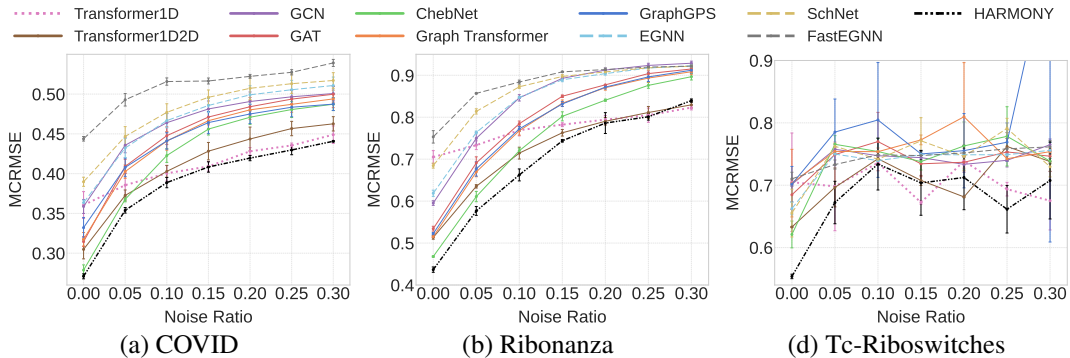 Transformer1D GCN ChebNet GraphGPS SchNet HARMONY
Transformer1D2D GAT Graph Transformer EGNN FastEGNN
MCRMSE
0.50
0.45
0.40
0.35
0.30
0.00 0.05 0.10 0.15 0.20 0.25 0.30
Noise Ratio
(a) COVID
MCRMSE
0.9
0.8
0.7
0.6
0.5
0.4
0.00 0.05 0.10 0.15 0.20 0.25 0.30
Noise Ratio
(b) Ribonanza
MCRMSE
0.9
0.8
0.7
0.6
0.00 0.05 0.10 0.15 0.20 0.25 0.30
Noise Ratio
(d) Tc-Riboswitches